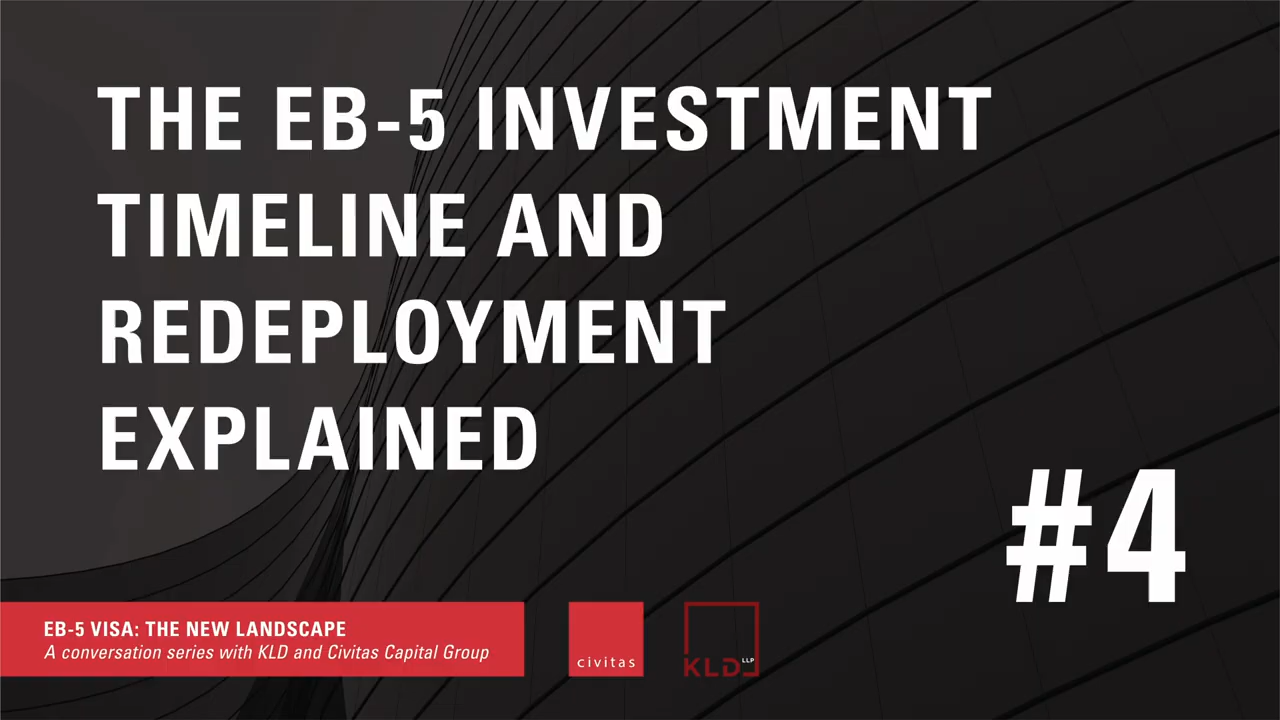 THE EB-5 INVESTMENT
TIMELINE AND
REDEPLOYMENT
EXPLAINED
#4
EB-5 VISA: THE NEW LANDSCAPE
A conversation series with KLD and Civitas Capital Group
civitas
KLD LLP